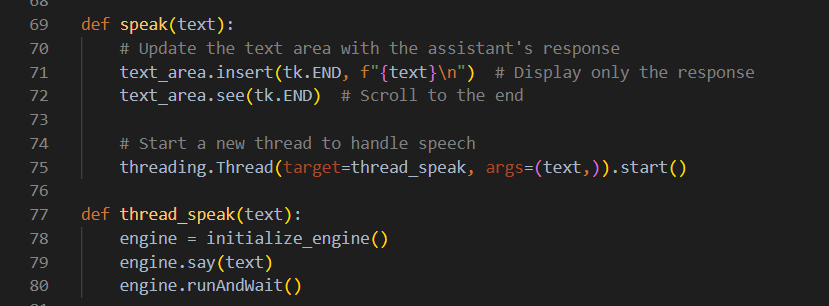 69 def speak(text):
70     # Update the text area with the assistant's response
71     text_area.insert(tk.END, f"{text}\n")  # Display only the response
72     text_area.see(tk.END)  # Scroll to the end
73
74     # Start a new thread to handle speech
75     threading.Thread(target=thread_speak, args=(text,)).start()
76
77 def thread_speak(text):
78     engine = initialize_engine()
79     engine.say(text)
80     engine.runAndWait()